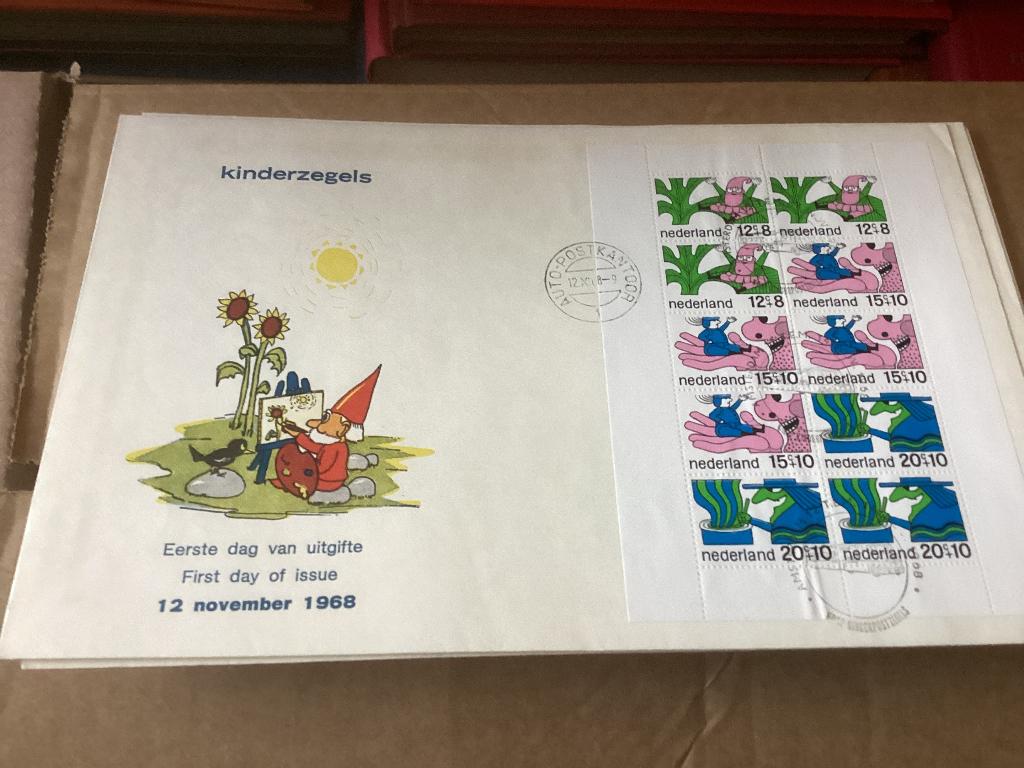 kinderzegels
Eerste dag van uitgifte
First day of issue
12 november 1968
AUTO-POSTKANTOOR
nederland 12c+8
nederland 12c+8
nederland 12c+8
nederland 15c+10
nederland 15c+10
nederland 15c+10
nederland 15c+10
nederland 20c+10
nederland 20c+10
nederland 20c+10